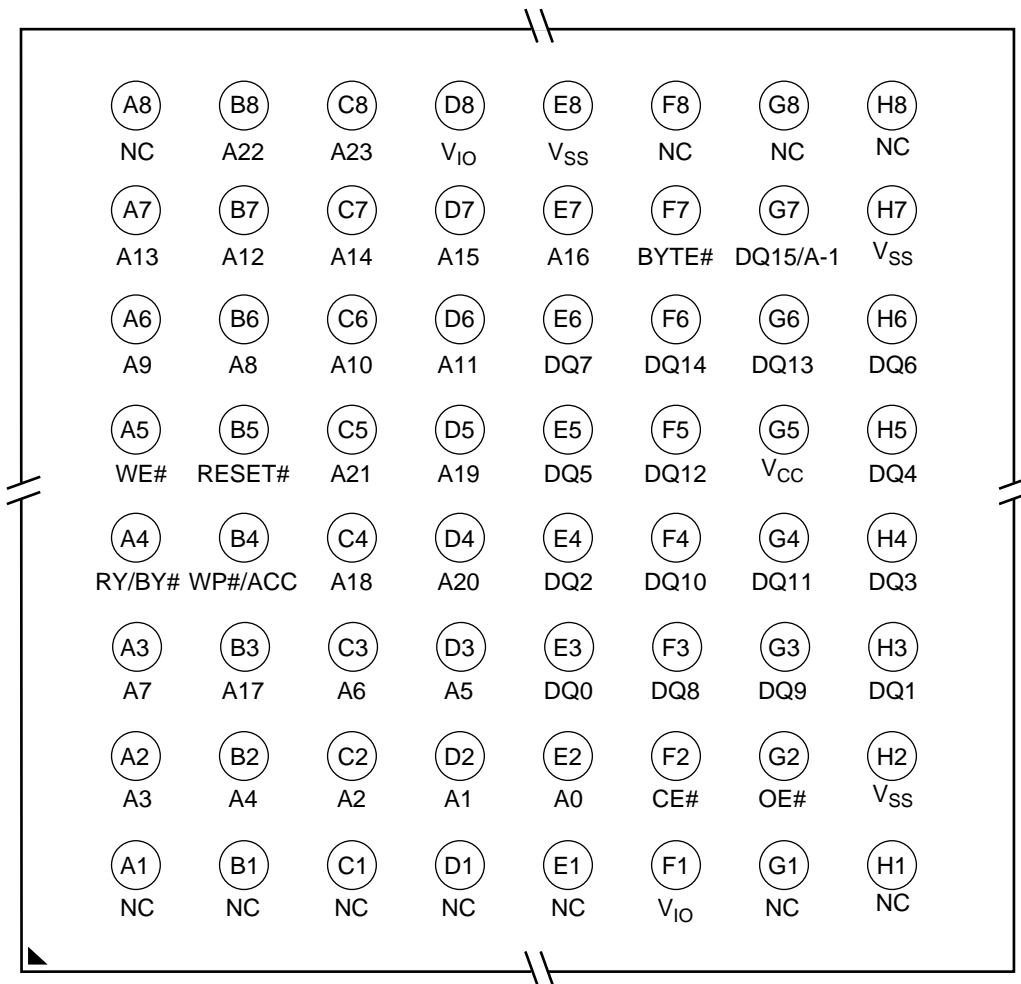 A8 B8 C8 D8 E8 F8 G8 H8
NC A22 A23 VIO VSS NC NC NC
A7 B7 C7 D7 E7 F7 G7 H7
A13 A12 A14 A15 A16 BYTE# DQ15/A-1 VSS
A6 B6 C6 D6 E6 F6 G6 H6
A9 A8 A10 A11 DQ7 DQ14 DQ13 DQ6
A5 B5 C5 D5 E5 F5 G5 H5
WE# RESET# A21 A19 DQ5 DQ12 VCC DQ4
A4 B4 C4 D4 E4 F4 G4 H4
RY/BY# WP#/ACC A18 A20 DQ2 DQ10 DQ11 DQ3
A3 B3 C3 D3 E3 F3 G3 H3
A7 A17 A6 A5 DQ0 DQ8 DQ9 DQ1
A2 B2 C2 D2 E2 F2 G2 H2
A3 A4 A2 A1 A0 CE# OE# VSS
A1 B1 C1 D1 E1 F1 G1 H1
NC NC NC NC NC VIO NC NC